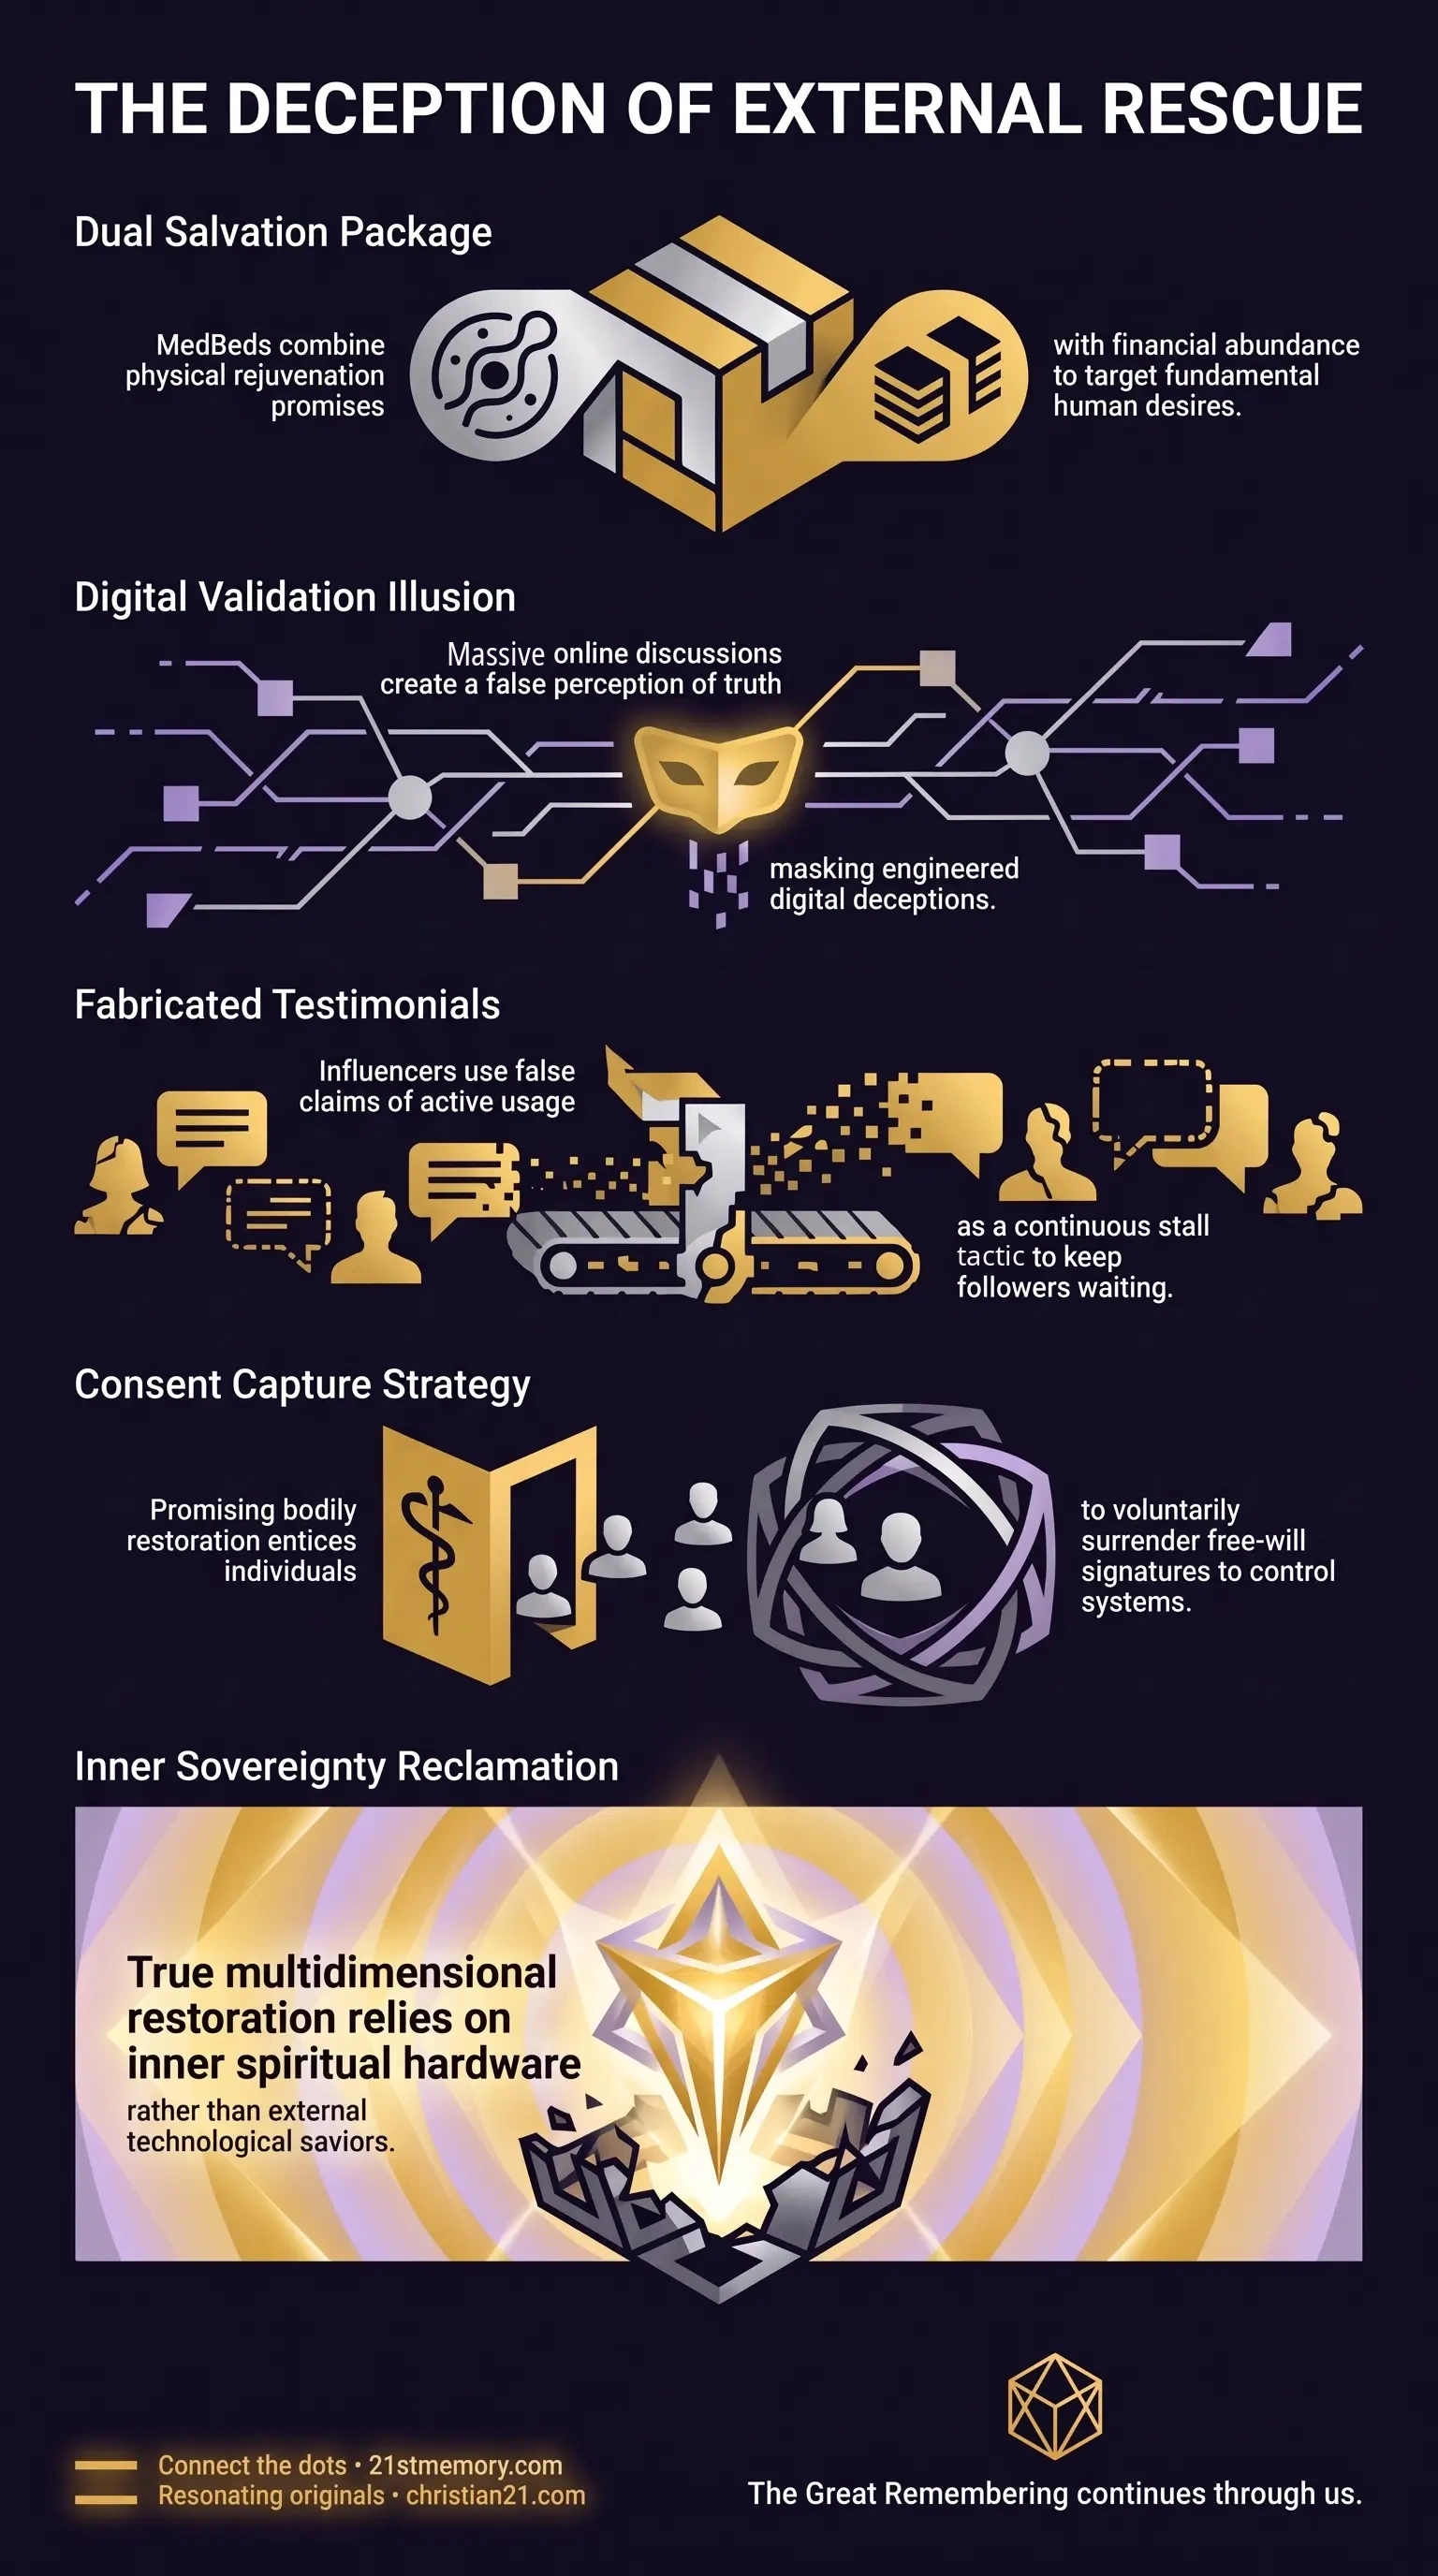 THE DECEPTION OF EXTERNAL RESCUE
Dual Salvation Package
MedBeds combine
physical rejuvenation
promises
with financial abundance
to target fundamental
human desires.
Digital Validation Illusion
Massive online discussions
create a false perception of truth
masking engineered
digital deceptions.
Fabricated Testimonials
Influencers use false
claims of active usage
as a continuous stall
tactic to keep
followers waiting.
Consent Capture Strategy
Promising bodily
restoration entices
individuals
to voluntarily
surrender free-will
signatures to control
systems.
Inner Sovereignty Reclamation
True multidimensional
restoration relies on
inner spiritual hardware
rather than external
technological saviors.
Connect the dots • 21stmemory.com
Resonating originals • christian21.com
The Great Remembering continues through us.